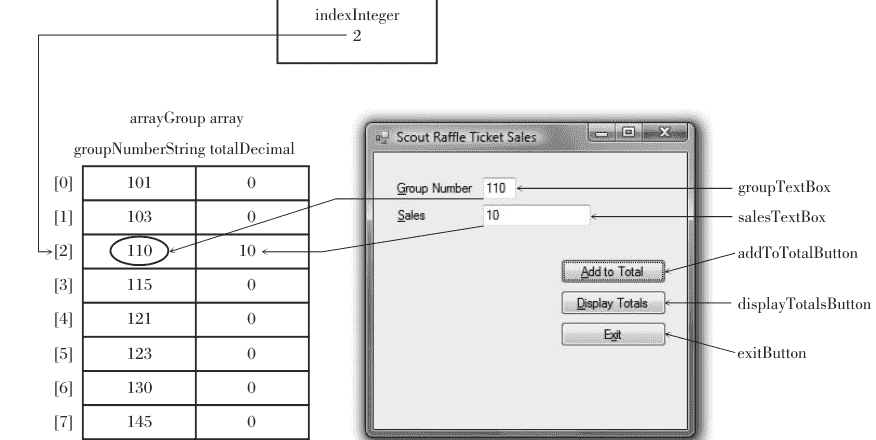 indexInteger
2
arrayGroup array
groupNumberString totalDecimal
[0] 101 0
[1] 103 0
[2] 110 10
[3] 115 0
[4] 121 0
[5] 123 0
[6] 130 0
[7] 145 0
Scout Raffle Ticket Sales
Group Number 110
Sales 10
Add to Total
Display Totals
Exit
groupTextBox
salesTextBox
addToTotalButton
displayTotalsButton
exitButton